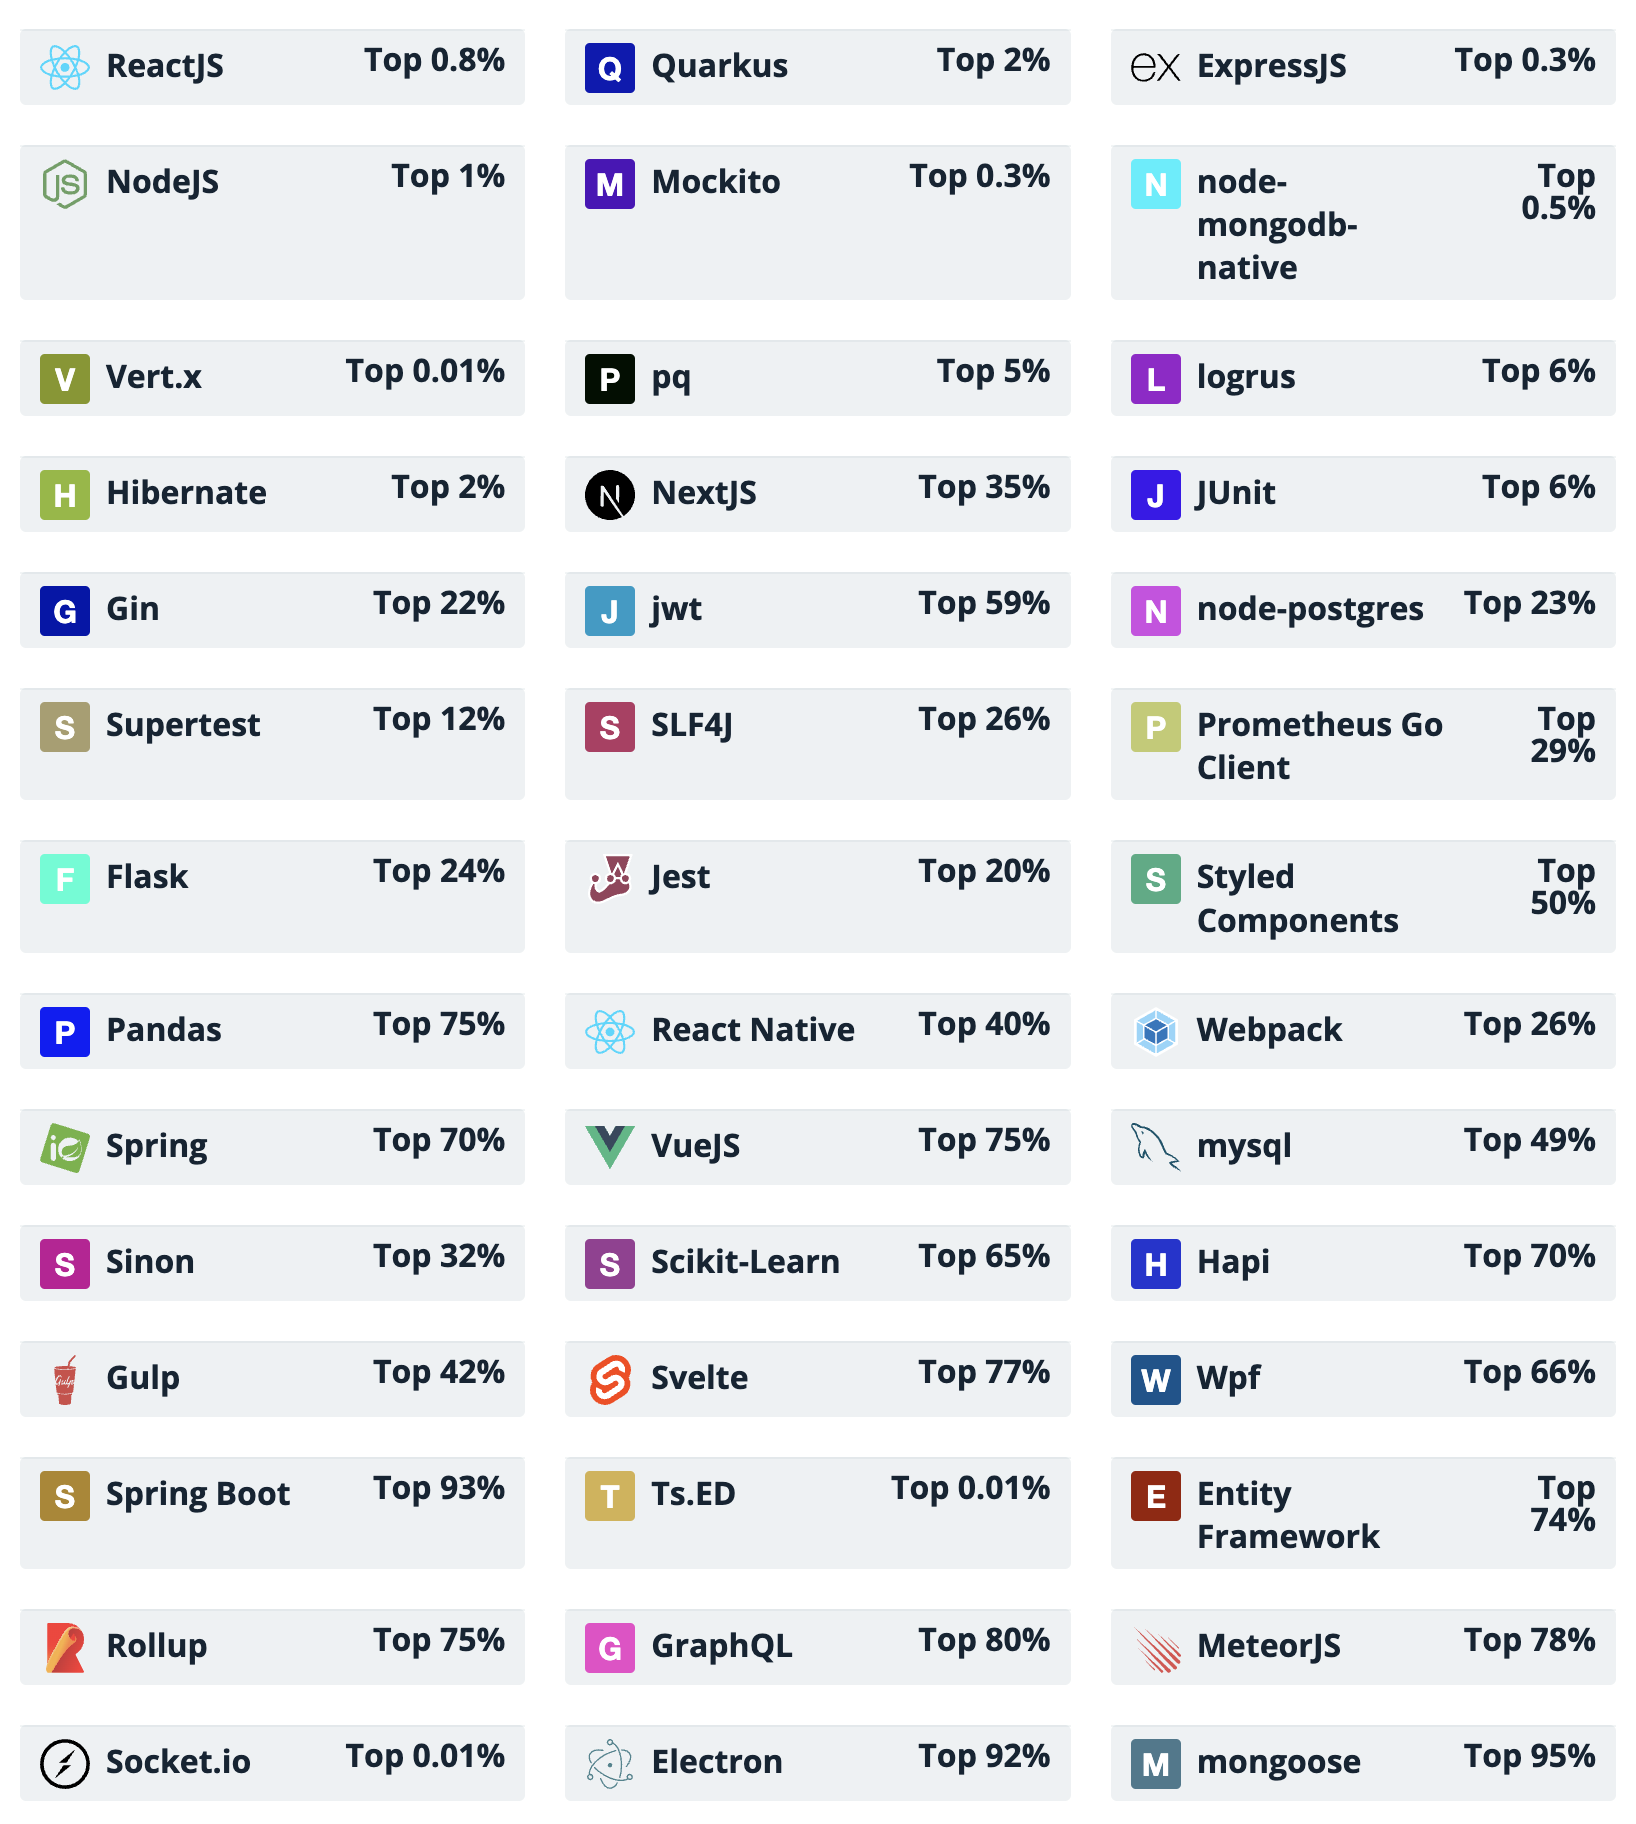 ReactJS Top 0.8%
Q Quarkus Top 2%
ex ExpressJS Top 0.3%
JS NodeJS Top 1%
M Mockito Top 0.3%
N node- Top
mongodb- 0.5%
native
V Vert.x Top 0.01%
P pq Top 5%
L logrus Top 6%
H Hibernate Top 2%
N NextJS Top 35%
J JUnit Top 6%
G Gin Top 22%
J jwt Top 59%
N node-postgres Top 23%
S Supertest Top 12%
S SLF4J Top 26%
P Prometheus Go Top
Client 29%
F Flask Top 24%
Jest Top 20%
S Styled Top
Components 50%
P Pandas Top 75%
React Native Top 40%
Webpack Top 26%
Spring Top 70%
VueJS Top 75%
mysql Top 49%
S Sinon Top 32%
S Scikit-Learn Top 65%
H Hapi Top 70%
Gulp Gulp Top 42%
Svelte Top 77%
W Wpf Top 66%
S Spring Boot Top 93%
T Ts.ED Top 0.01%
E Entity Top
Framework 74%
Rollup Top 75%
G GraphQL Top 80%
MeteorJS Top 78%
Socket.io Top 0.01%
Electron Top 92%
M mongoose Top 95%